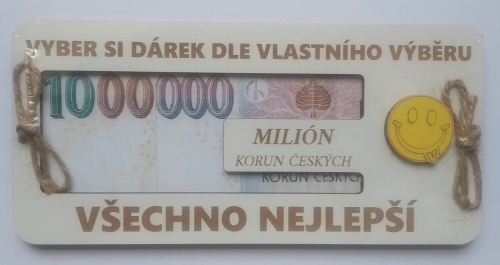 VYBER SI DÁREK DLE VLASTNÍHO VÝBĚRU
1000000
MILIÓN
KORUN ČESKÝCH
KORUN ČESKÝCH
VŠECHNO NEJLEPŠÍ